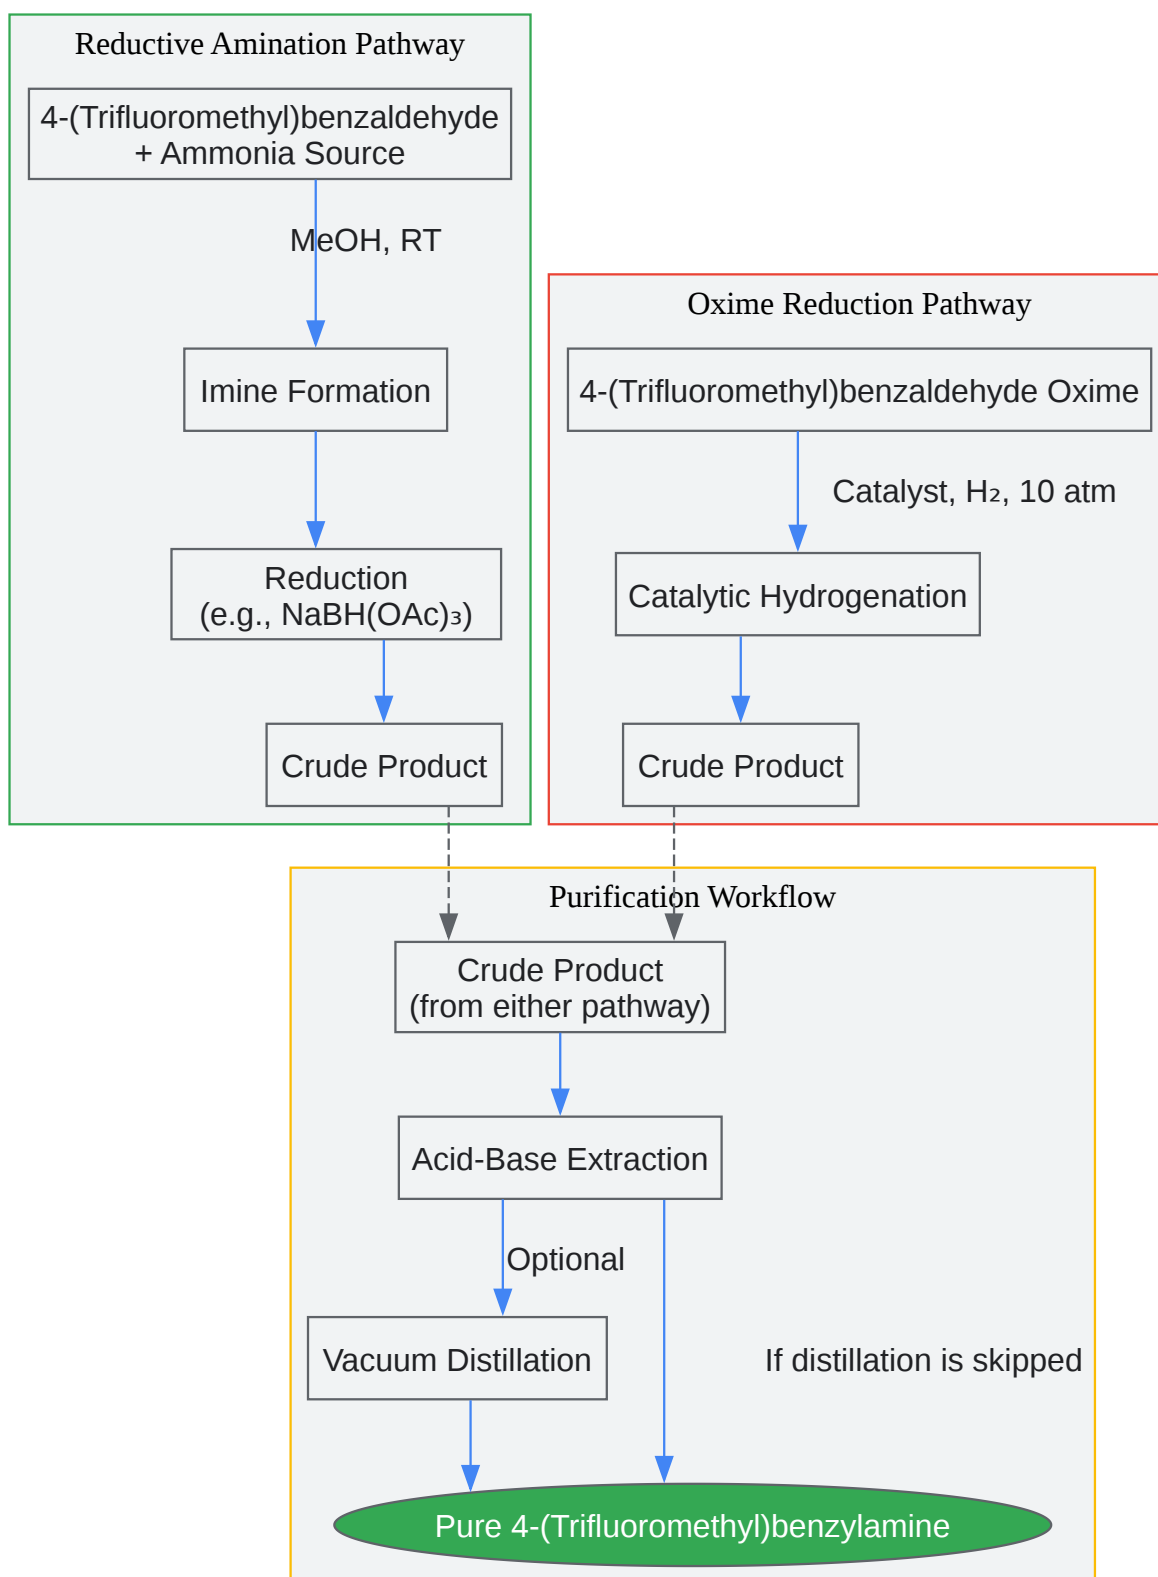 Reductive Amination Pathway
4-(Trifluoromethyl)benzaldehyde
+ Ammonia Source
MeOH, RT
Imine Formation
Reduction
(e.g., NaBH(OAc)₃)
Crude Product
Oxime Reduction Pathway
4-(Trifluoromethyl)benzaldehyde Oxime
Catalyst, H₂, 10 atm
Catalytic Hydrogenation
Crude Product
Purification Workflow
Crude Product
(from either pathway)
Acid-Base Extraction
Optional
Vacuum Distillation
If distillation is skipped
Pure 4-(Trifluoromethyl)benzylamine